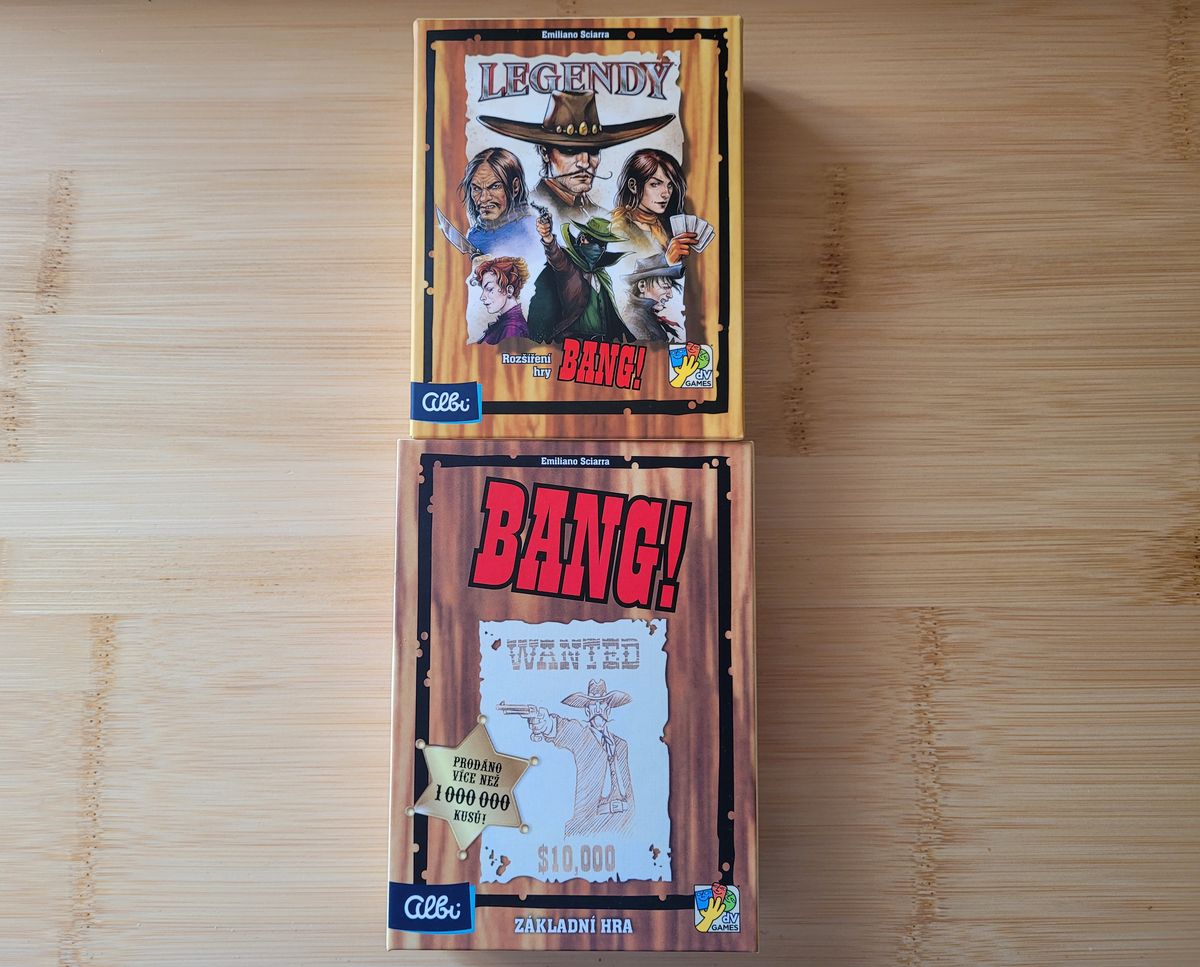 Emiliano Sciarra
LEGENDY
Rozšíření
hry
BANG!
dV
GAMES
albi
Emiliano Sciarra
BANG!
WANTED
PRODÁNO
VÍCE NEŽ
1 000 000
KUSŮ!
$10,000
albi
ZÁKLADNÍ HRA
dV
GAMES